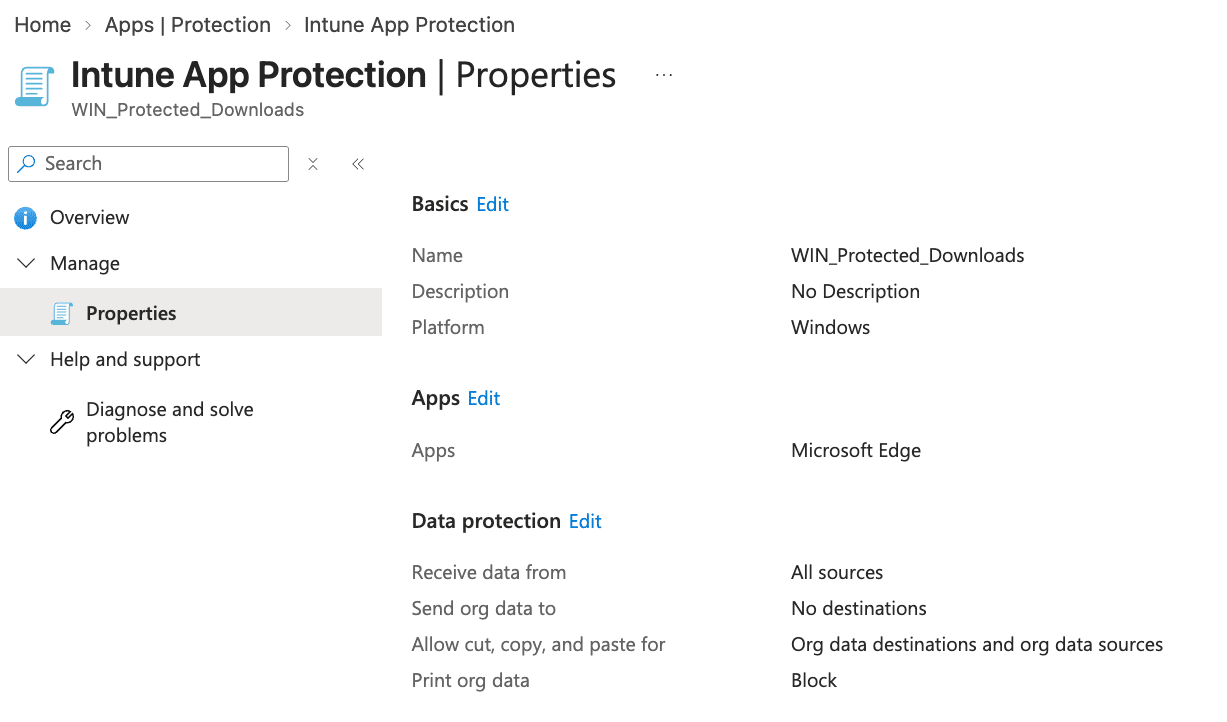 Home > Apps | Protection > Intune App Protection
Intune App Protection | Properties ...
WIN_Protected_Downloads
Search
Overview
Manage
Properties
Help and support
Diagnose and solve
problems
Basics Edit
Name WIN_Protected_Downloads
Description No Description
Platform Windows
Apps Edit
Apps Microsoft Edge
Data protection Edit
Receive data from All sources
Send org data to No destinations
Allow cut, copy, and paste for Org data destinations and org data sources
Print org data Block